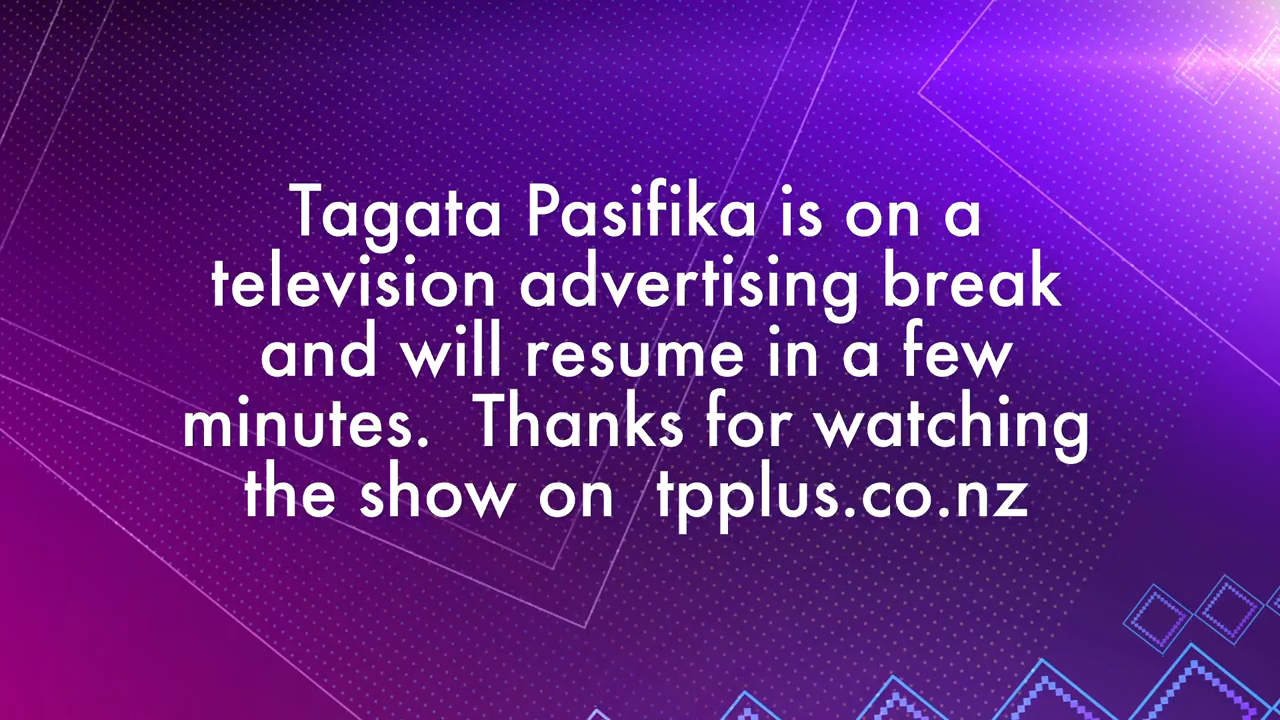 Tagata Pasifika is on a
television advertising break
and will resume in a few
minutes.  Thanks for watching
the show on  tpplus.co.nz